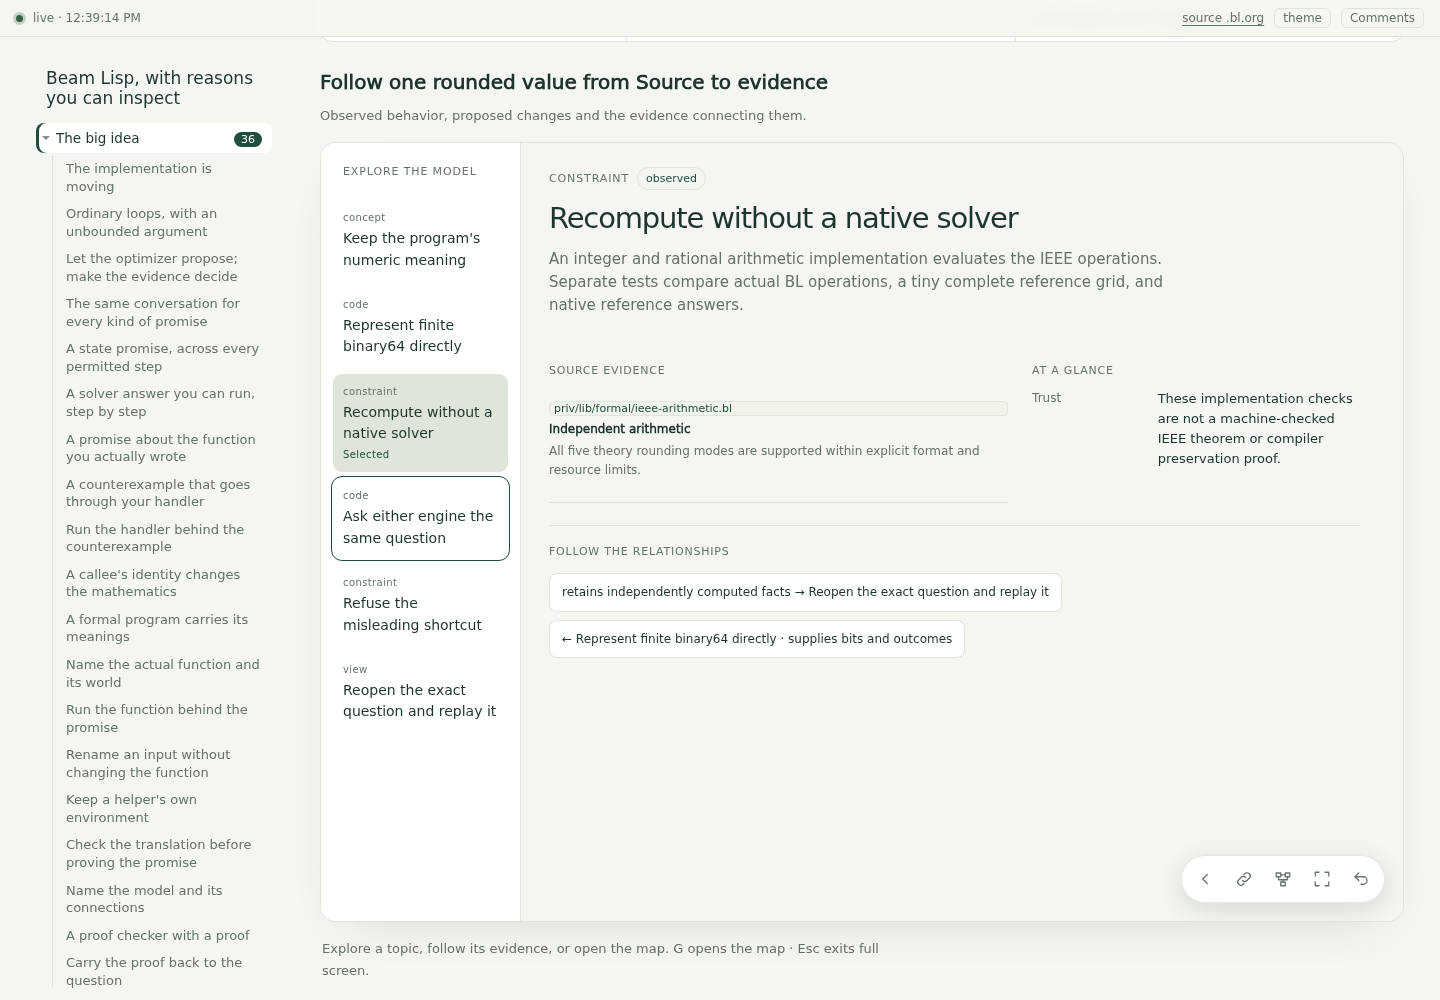 live · 12:39:14 PM
source .bl.org
theme
Comments
Beam Lisp, with reasons
you can inspect
The big idea
36
The implementation is
moving
Ordinary loops, with an
unbounded argument
Let the optimizer propose;
make the evidence decide
The same conversation for
every kind of promise
A state promise, across every
permitted step
A solver answer you can run,
step by step
A promise about the function
you actually wrote
A counterexample that goes
through your handler
Run the handler behind the
counterexample
A callee's identity changes
the mathematics
A formal program carries its
meanings
Name the actual function and
its world
Run the function behind the
promise
Rename an input without
changing the function
Keep a helper's own
environment
Check the translation before
proving the promise
Name the model and its
connections
A proof checker with a proof
Carry the proof back to the
question
Follow one rounded value from Source to evidence
Observed behavior, proposed changes and the evidence connecting them.
EXPLORE THE MODEL
concept
Keep the program's
numeric meaning
code
Represent finite
binary64 directly
constraint
Recompute without a
native solver
Selected
code
Ask either engine the
same question
constraint
Refuse the
misleading shortcut
view
Reopen the exact
question and replay it
CONSTRAINT
observed
Recompute without a native solver
An integer and rational arithmetic implementation evaluates the IEEE operations.
Separate tests compare actual BL operations, a tiny complete reference grid, and
native reference answers.
SOURCE EVIDENCE
priv/lib/formal/ieee-arithmetic.bl
Independent arithmetic
All five theory rounding modes are supported within explicit format and
resource limits.
AT A GLANCE
Trust
These implementation checks
are not a machine-checked
IEEE theorem or compiler
preservation proof.
FOLLOW THE RELATIONSHIPS
retains independently computed facts → Reopen the exact question and replay it
← Represent finite binary64 directly · supplies bits and outcomes
Explore a topic, follow its evidence, or open the map. G opens the map · Esc exits full
screen.